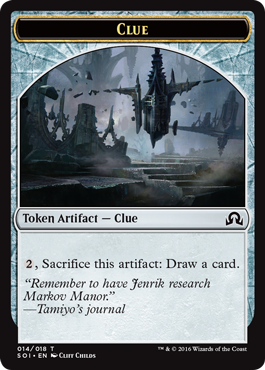 Clue
Token Artifact — Clue
2, Sacrifice this artifact: Draw a card.
“Remember to have Jenrik research
Markov Manor.”
—Tamiyo's journal
014/018 T
SOI • EN Cliff Childs
™ & © 2016 Wizards of the Coast